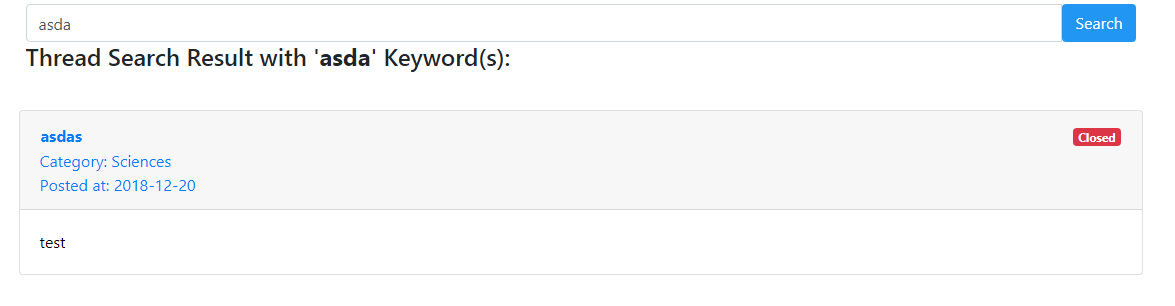 asda Search
Thread Search Result with 'asda' Keyword(s):
asdas Closed
Category: Sciences
Posted at: 2018-12-20
test